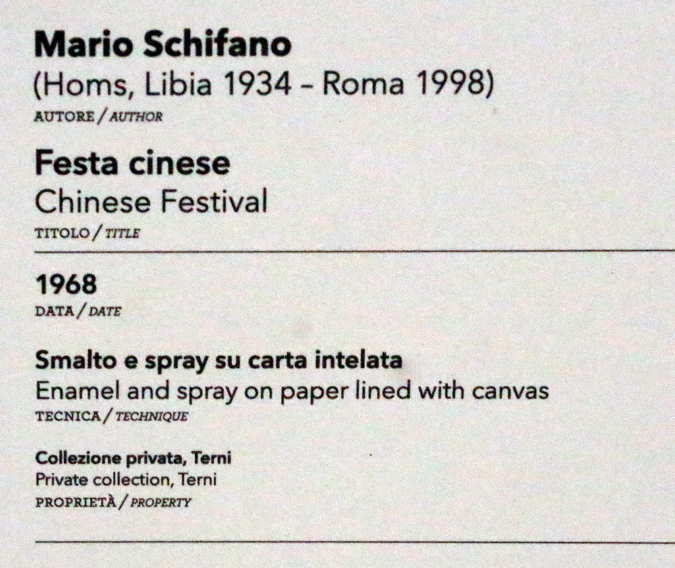 Mario Schifano
(Homs, Libia 1934 – Roma 1998)
AUTORE / AUTHOR
Festa cinese
Chinese Festival
TITOLO / TITLE
1968
DATA / DATE
Smalto e spray su carta intelata
Enamel and spray on paper lined with canvas
TECNICA / TECHNIQUE
Collezione privata, Terni
Private collection, Terni
PROPRIETÀ / PROPERTY